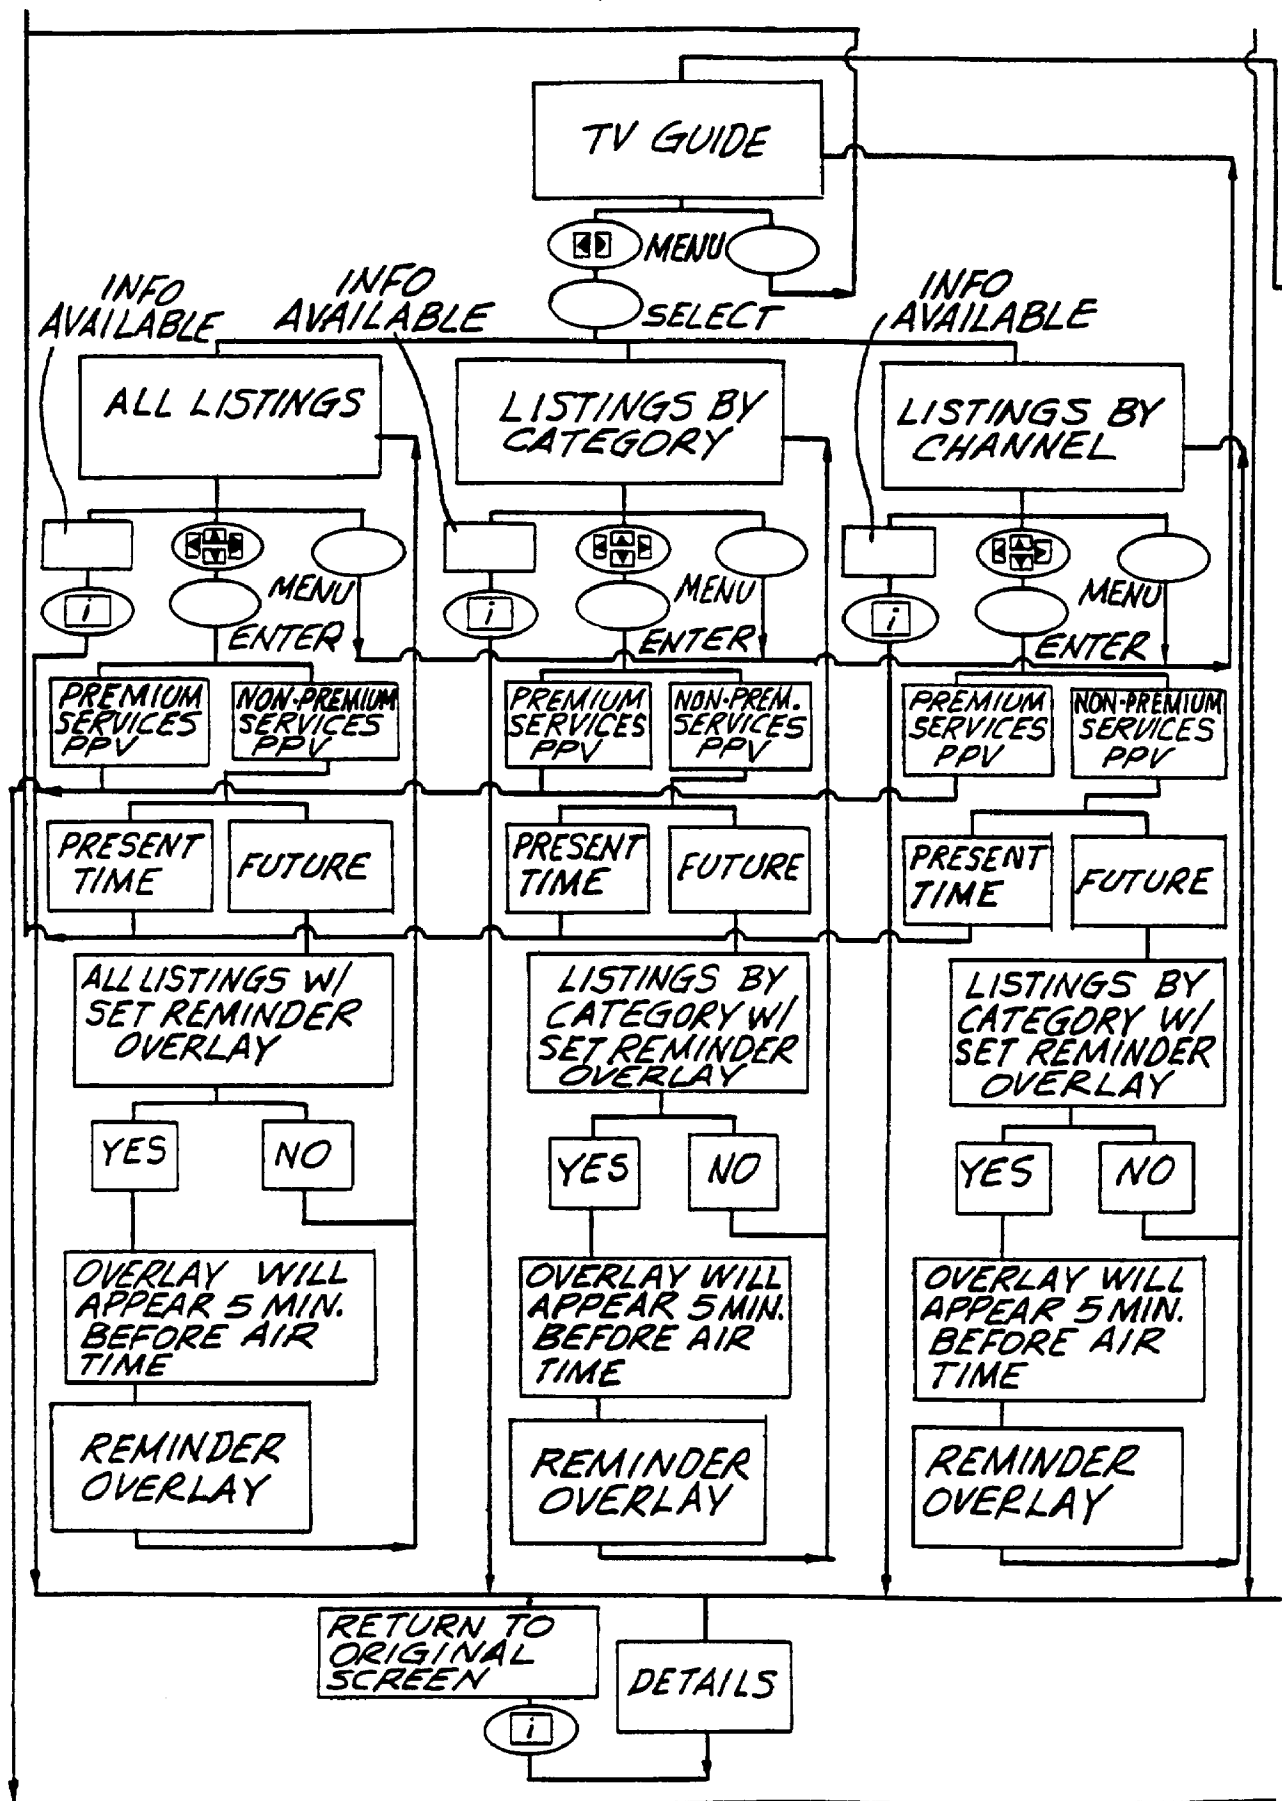 TV GUIDE
MENU
SELECT
INFO
AVAILABLE
INFO
AVAILABLE
INFO
AVAILABLE
ALL LISTINGS
LISTINGS BY
CATEGORY
LISTINGS BY
CHANNEL
MENU
MENU
MENU
i
i
i
ENTER
ENTER
ENTER
PREMIUM
SERVICES
PPV
NON-PREMIUM
SERVICES
PPV
PREMIUM
SERVICES
PPV
NON-PREM.
SERVICES
PPV
PREMIUM
SERVICES
PPV
NON-PREMIUM
SERVICES
PPV
PRESENT
TIME
FUTURE
PRESENT
TIME
FUTURE
PRESENT
TIME
FUTURE
ALL LISTINGS W/
SET REMINDER
OVERLAY
LISTINGS BY
CATEGORY W/
SET REMINDER
OVERLAY
LISTINGS BY
CATEGORY W/
SET REMINDER
OVERLAY
YES
NO
YES
NO
YES
NO
OVERLAY WILL
APPEAR 5 MIN.
BEFORE AIR
TIME
OVERLAY WILL
APPEAR 5 MIN.
BEFORE AIR
TIME
OVERLAY WILL
APPEAR 5 MIN.
BEFORE AIR
TIME
REMINDER
OVERLAY
REMINDER
OVERLAY
REMINDER
OVERLAY
RETURN TO
ORIGINAL
SCREEN
DETAILS
i